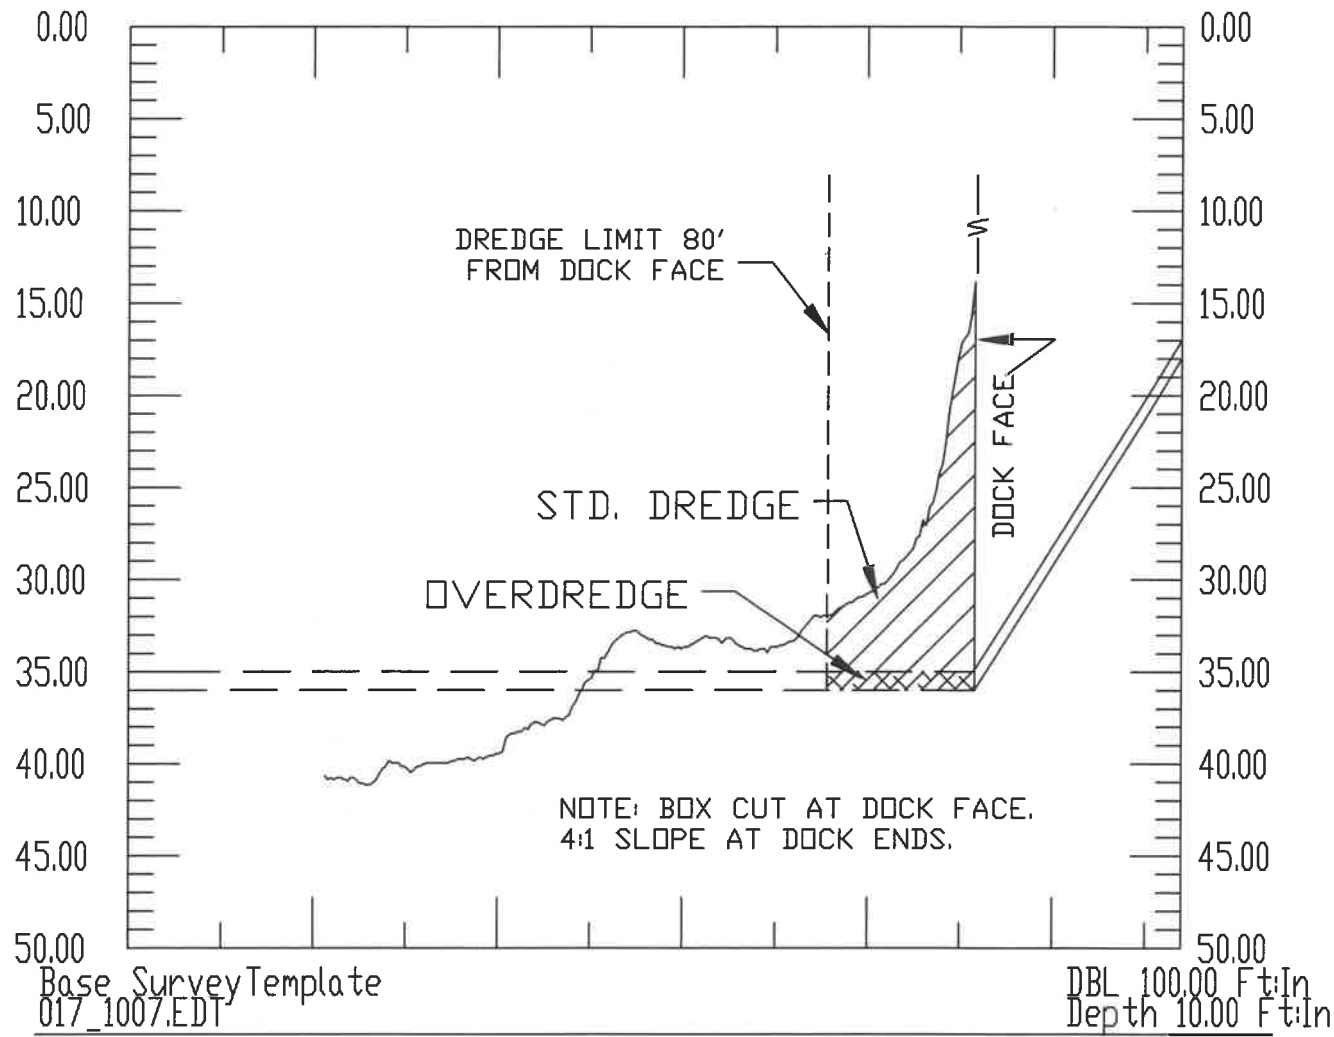 0.00
5.00
10.00
15.00
20.00
25.00
30.00
35.00
40.00
45.00
50.00
DREDGE LIMIT 80'
FROM DOCK FACE
STD. DREDGE
OVERDREDGE
DOCK FACE
NOTE: BOX CUT AT DOCK FACE.
4:1 SLOPE AT DOCK ENDS.
0.00
5.00
10.00
15.00
20.00
25.00
30.00
35.00
40.00
45.00
50.00
Base Survey Template
017_1007.EDT
DBL 100.00 Ft:In
Depth 10.00 Ft:In